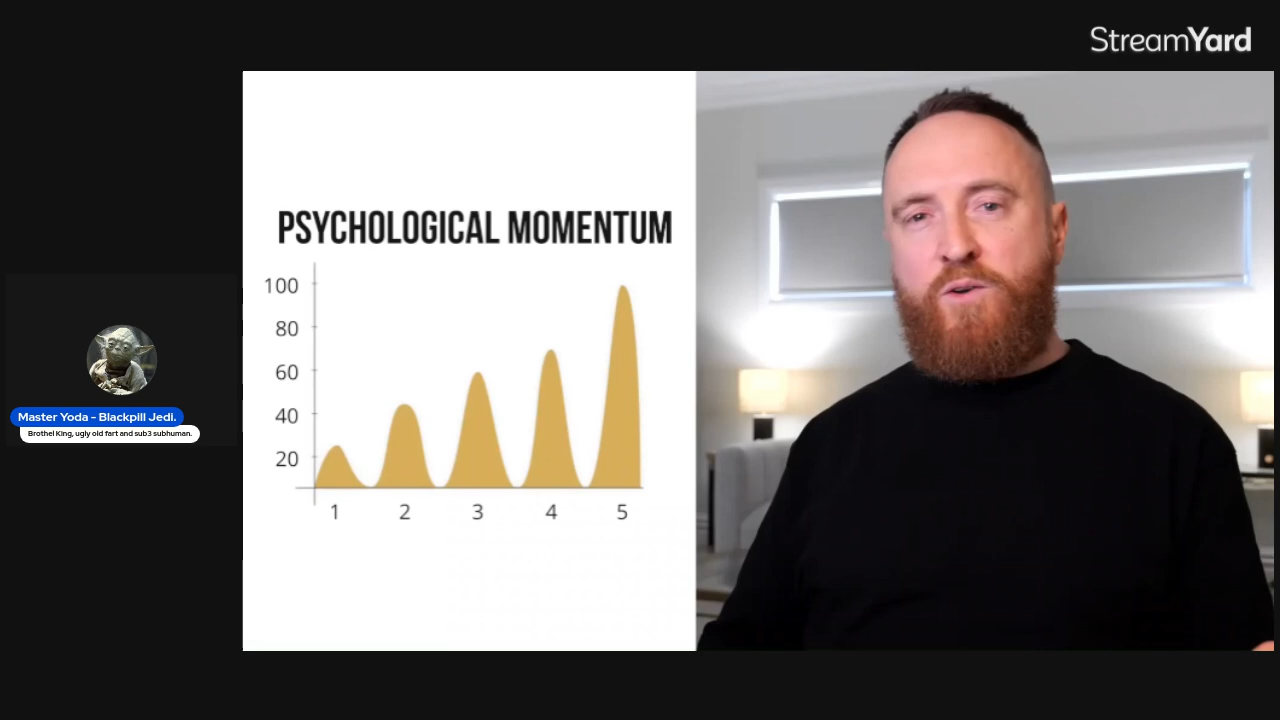 StreamYard
PSYCHOLOGICAL MOMENTUM
100
80
60
40
20
1 2 3 4 5
Master Yoda - Blackpill Jedi.
Brothel King, ugly old fart and sub3 subhuman.